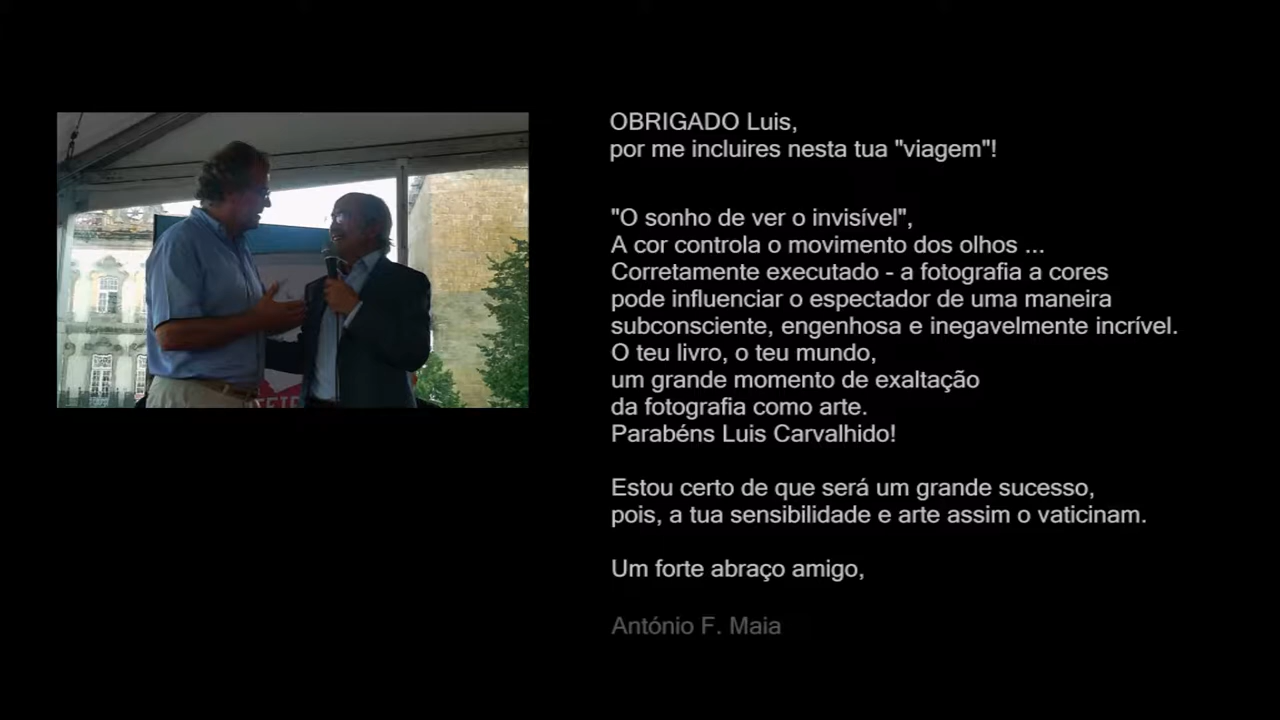 OBRIGADO Luis,
por me incluires nesta tua "viagem"!
"O sonho de ver o invisível",
A cor controla o movimento dos olhos ...
Corretamente executado - a fotografia a cores
pode influenciar o espectador de uma maneira
subconsciente, engenhosa e inegavelmente incrível.
O teu livro, o teu mundo,
um grande momento de exaltação
da fotografia como arte.
Parabéns Luis Carvalhido!
Estou certo de que será um grande sucesso,
pois, a tua sensibilidade e arte assim o vaticinam.
Um forte abraço amigo,
António F. Maia